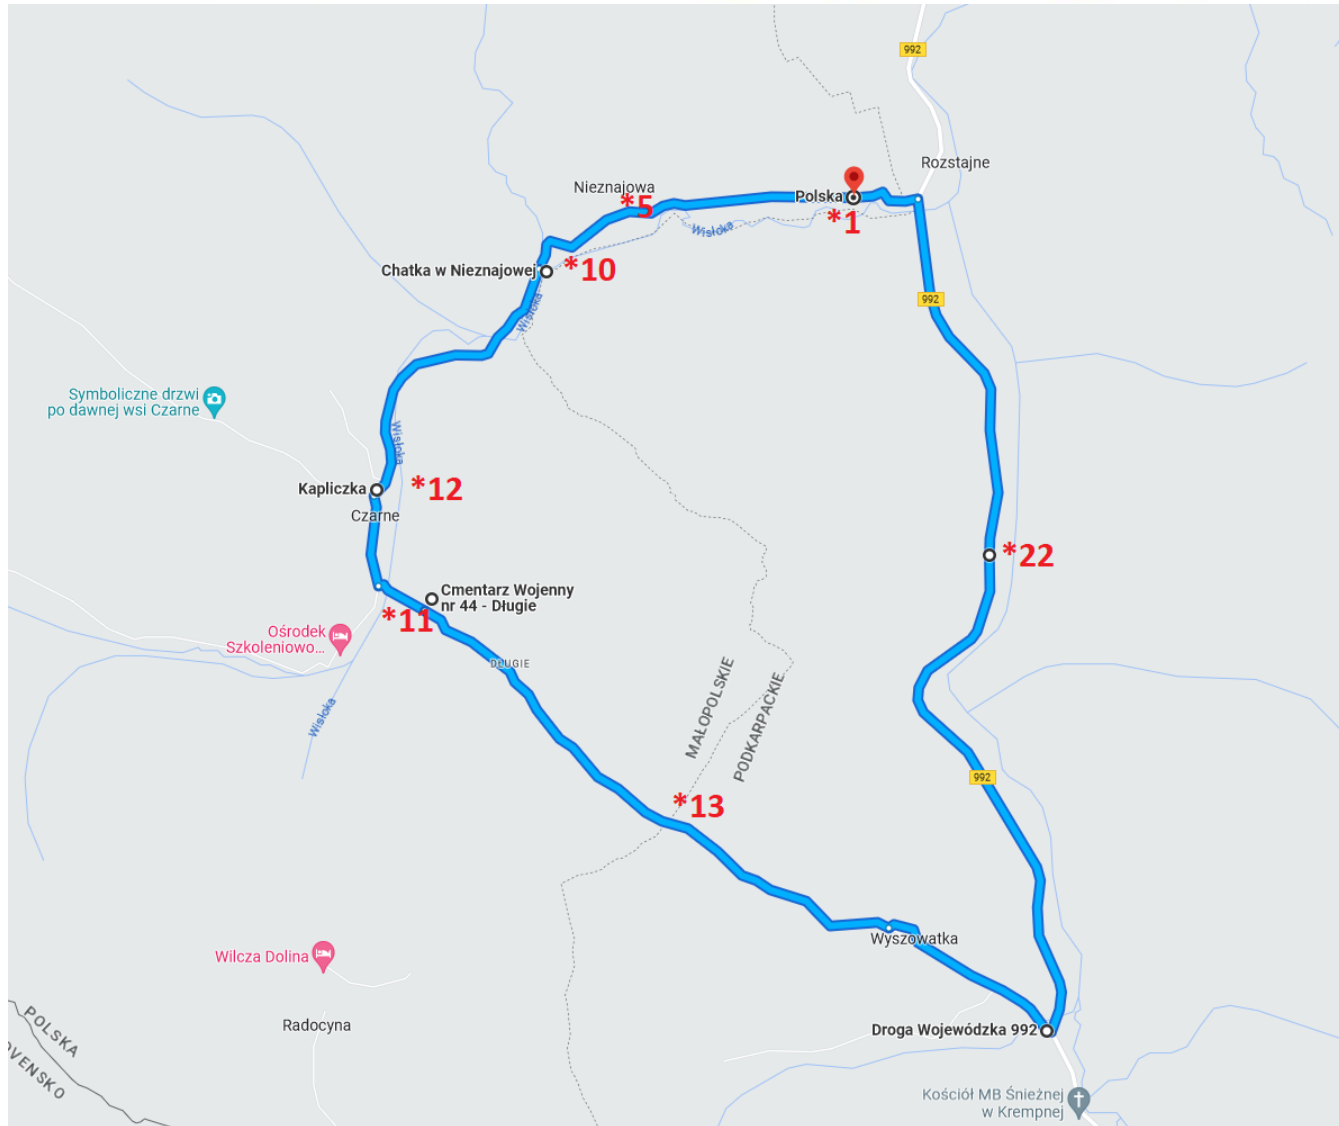 992
Rozstajne
Nieznajowa
*5
Polska
*1
Wisłoka
Chatka w Nieznajowej
*10
992
Wisłoka
Symboliczne drzwi
po dawnej wsi Czarne
Wisłoka
Kapliczka
*12
Czarne
*22
Cmentarz Wojenny
nr 44 - Długie
*11
Ośrodek
Szkoleniowo...
DŁUGIE
Wisłoka
MAŁOPOLSKIE
PODKARPACKIE
992
*13
Wyszowatka
Wilcza Dolina
Radocyna
Droga Wojewódzka 992
POLSKA
OVENSKO
Kościół MB Śnieżnej
w Krempnej